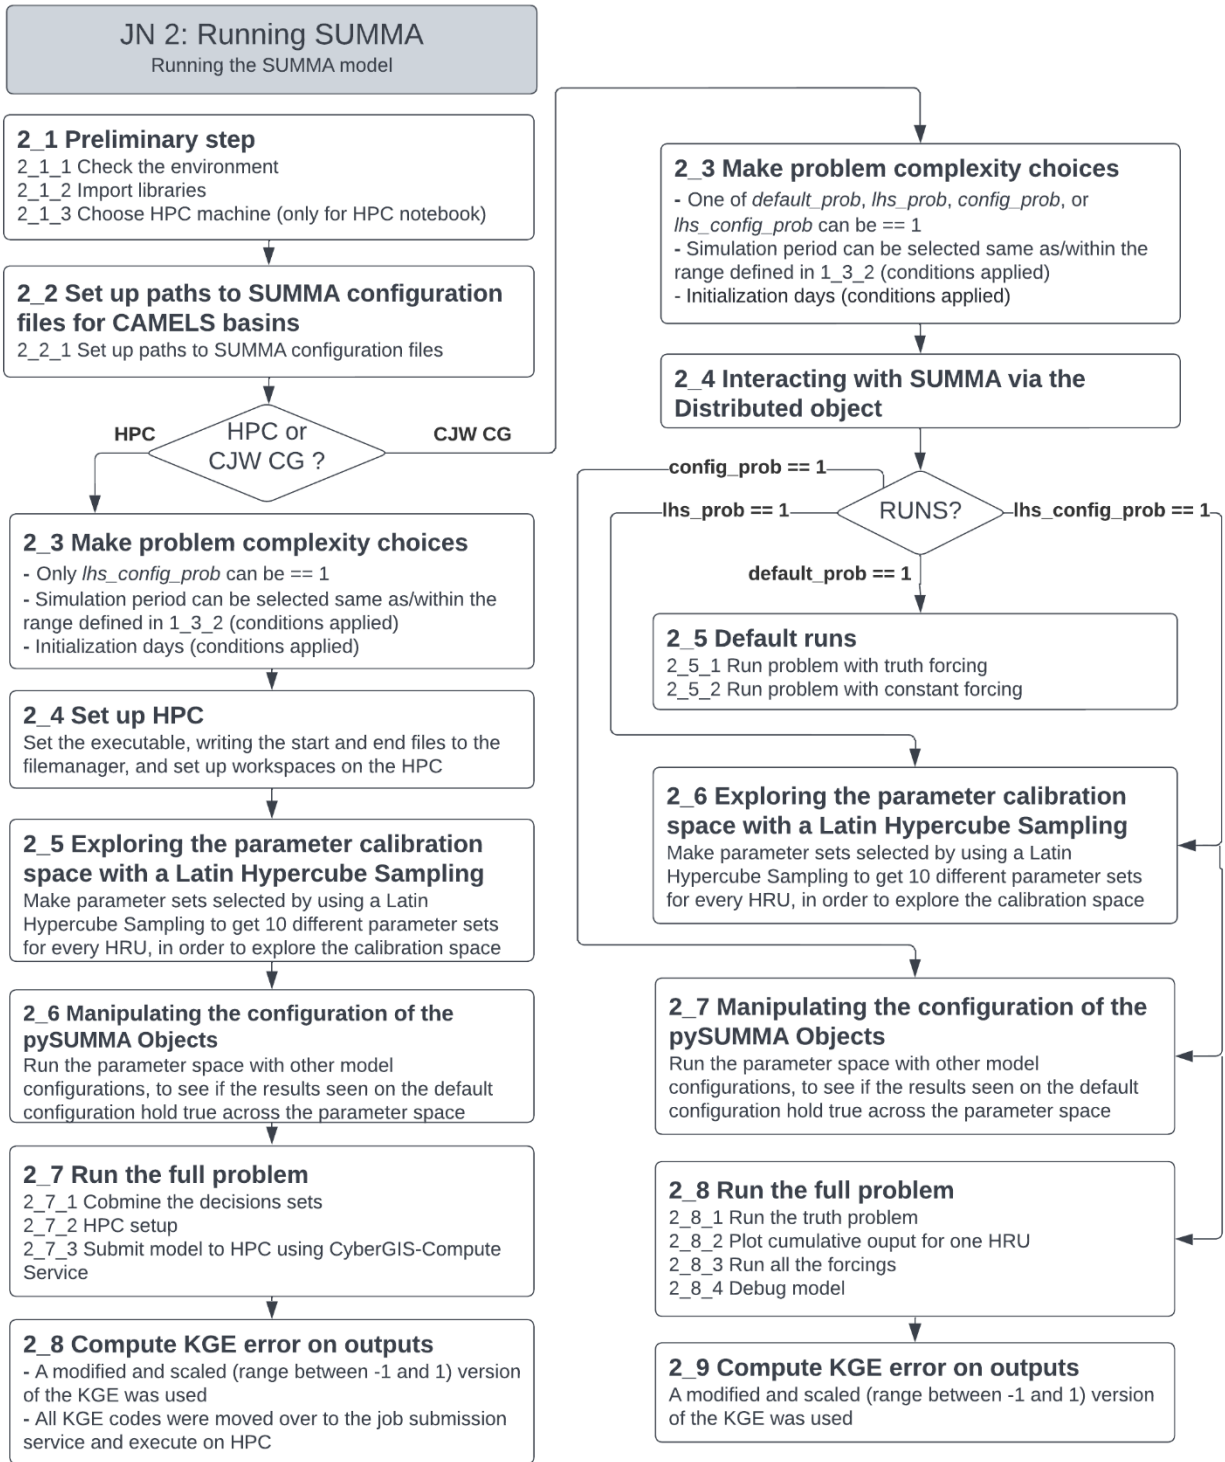 JN 2: Running SUMMA
Running the SUMMA model
2_1 Preliminary step
2_1_1 Check the environment
2_1_2 Import libraries
2_1_3 Choose HPC machine (only for HPC notebook)
2_2 Set up paths to SUMMA configuration
files for CAMELS basins
2_2_1 Set up paths to SUMMA configuration files
HPC
HPC or
CJW CG ?
CJW CG
2_3 Make problem complexity choices
- Only lhs_config_prob can be == 1
- Simulation period can be selected same as/within the
range defined in 1_3_2 (conditions applied)
- Initialization days (conditions applied)
2_4 Set up HPC
Set the executable, writing the start and end files to the
filemanager, and set up workspaces on the HPC
2_5 Exploring the parameter calibration
space with a Latin Hypercube Sampling
Make parameter sets selected by using a Latin
Hypercube Sampling to get 10 different parameter sets
for every HRU, in order to explore the calibration space
2_6 Manipulating the configuration of the
pySUMMA Objects
Run the parameter space with other model
configurations, to see if the results seen on the default
configuration hold true across the parameter space
2_7 Run the full problem
2_7_1 Cobmine the decisions sets
2_7_2 HPC setup
2_7_3 Submit model to HPC using CyberGIS-Compute
Service
2_8 Compute KGE error on outputs
- A modified and scaled (range between -1 and 1) version
of the KGE was used
- All KGE codes were moved over to the job submission
service and execute on HPC
2_3 Make problem complexity choices
- One of default_prob, lhs_prob, config_prob, or
lhs_config_prob can be == 1
- Simulation period can be selected same as/within the
range defined in 1_3_2 (conditions applied)
- Initialization days (conditions applied)
2_4 Interacting with SUMMA via the
Distributed object
config_prob == 1
lhs_prob == 1
RUNS?
lhs_config_prob == 1
default_prob == 1
2_5 Default runs
2_5_1 Run problem with truth forcing
2_5_2 Run problem with constant forcing
2_6 Exploring the parameter calibration
space with a Latin Hypercube Sampling
Make parameter sets selected by using a Latin
Hypercube Sampling to get 10 different parameter sets
for every HRU, in order to explore the calibration space
2_7 Manipulating the configuration of the
pySUMMA Objects
Run the parameter space with other model
configurations, to see if the results seen on the default
configuration hold true across the parameter space
2_8 Run the full problem
2_8_1 Run the truth problem
2_8_2 Plot cumulative ouput for one HRU
2_8_3 Run all the forcings
2_8_4 Debug model
2_9 Compute KGE error on outputs
A modified and scaled (range between -1 and 1) version
of the KGE was used